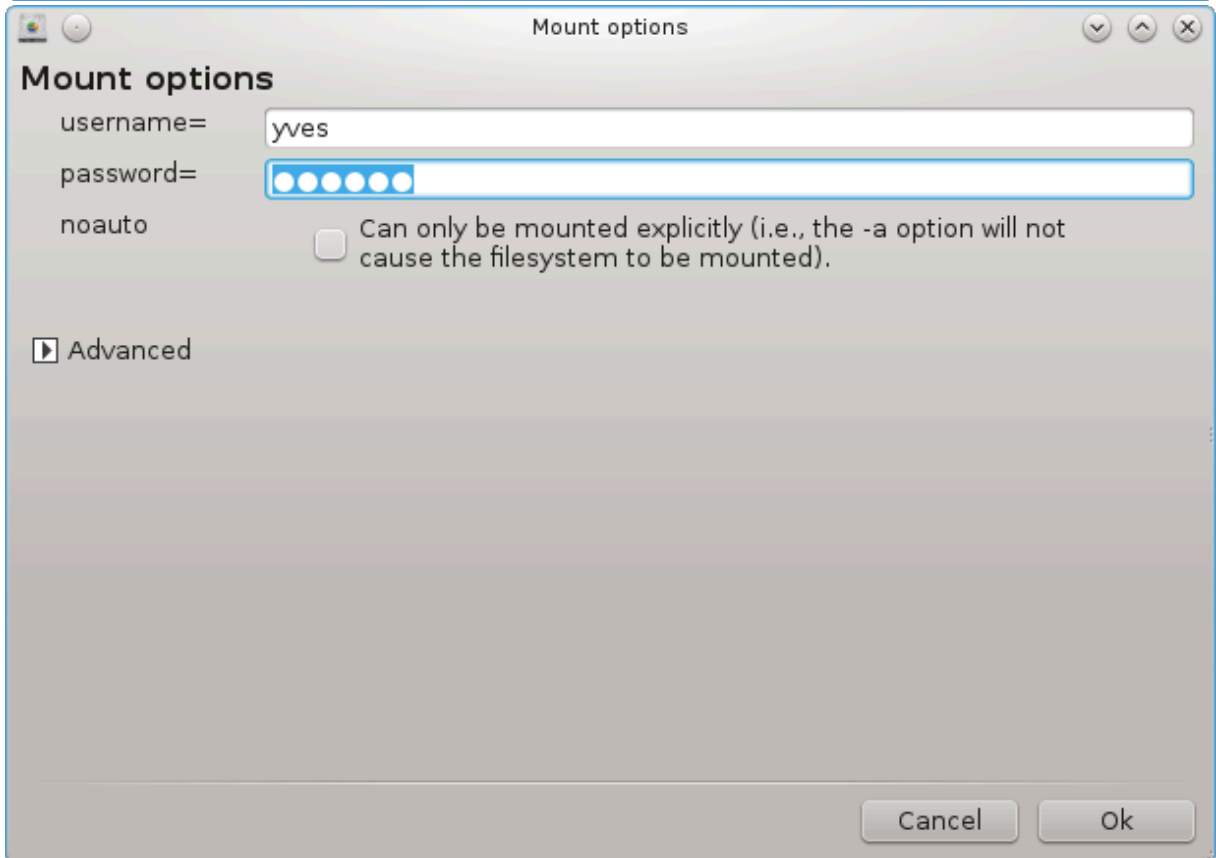 Mount options
Mount options
username=
yves
password=
●●●●●●
noauto
Can only be mounted explicitly (i.e., the -a option will not
cause the filesystem to be mounted).
Advanced
Cancel
Ok